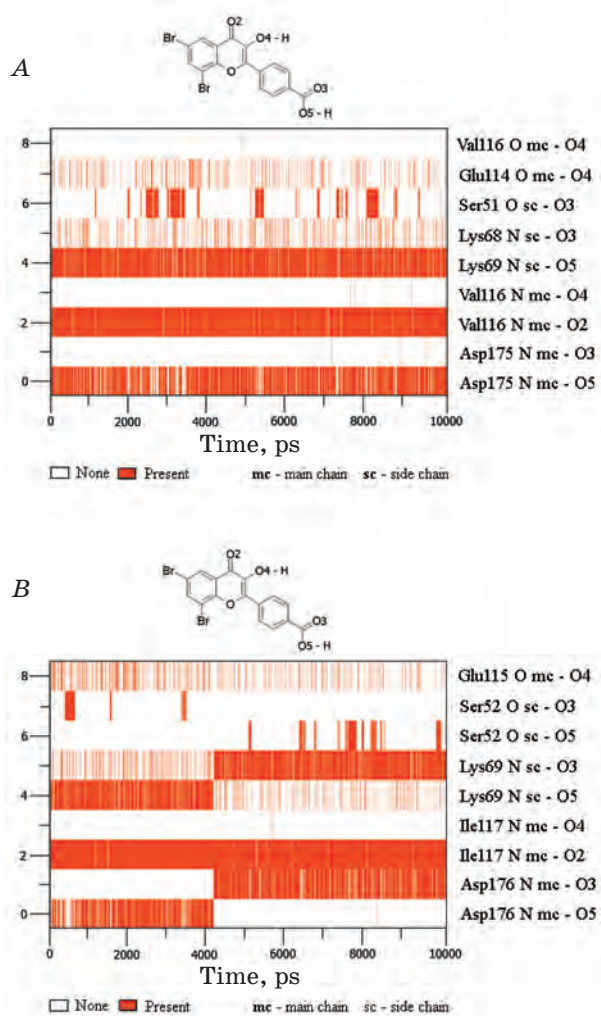 A
O2
Br
O4 - H
O
Br
O3
O5 - H
8
6
4
2
0
Val116 O mc - O4
Glu114 O mc - O4
Ser51 O sc - O3
Lys68 N sc - O3
Lys69 N sc - O5
Val116 N mc - O4
Val116 N mc - O2
Asp175 N mc - O3
Asp175 N mc - O5
0 2000 4000 6000 8000 10000
Time, ps
None Present mc - main chain sc - side chain
B
O2
Br
O4 - H
O
Br
O3
O5 - H
8
6
4
2
0
Glu115 O mc - O4
Ser52 O sc - O3
Ser52 O sc - O5
Lys69 N sc - O3
Lys69 N sc - O5
Ile117 N mc - O4
Ile117 N mc - O2
Asp176 N mc - O3
Asp176 N mc - O5
0 2000 4000 6000 8000 10000
Time, ps
None Present mc - main chain sc - side chain